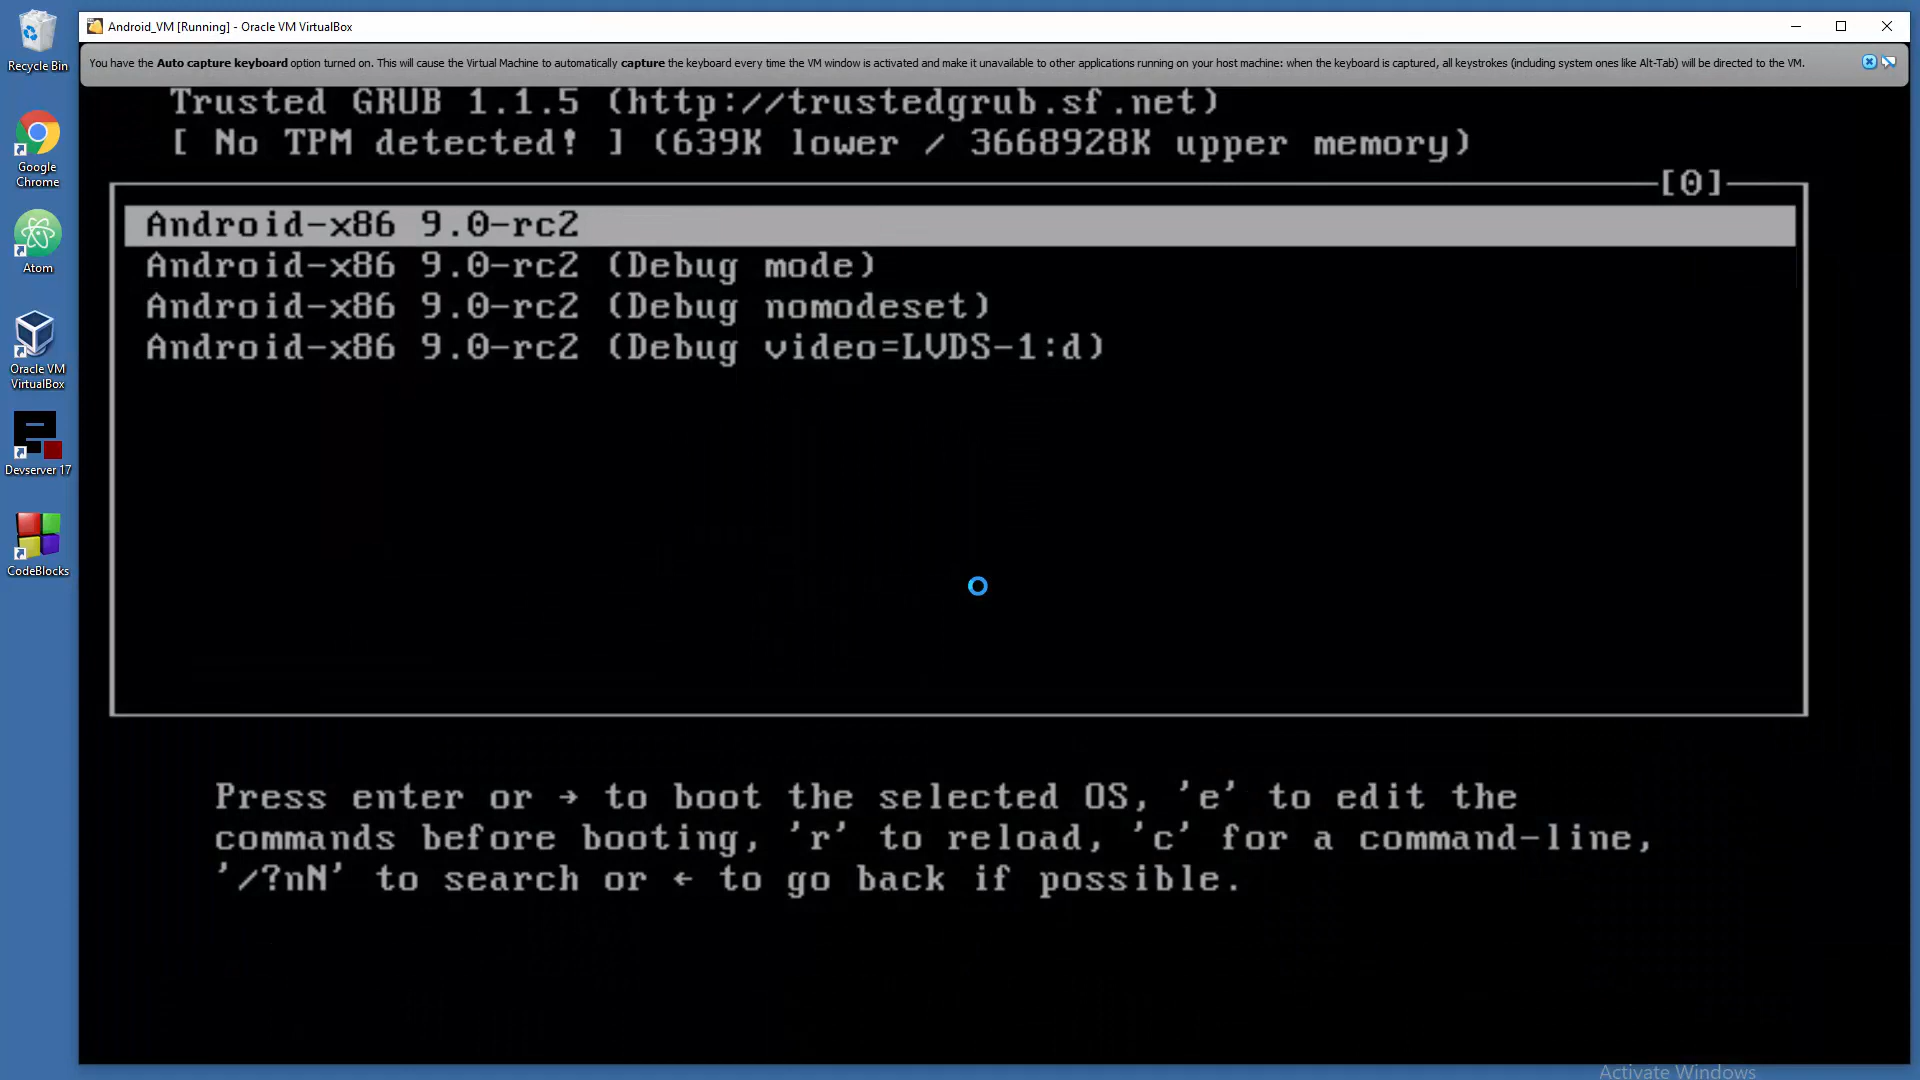 Android_VM [Running] - Oracle VM VirtualBox
You have the Auto capture keyboard option turned on. This will cause the Virtual Machine to automatically capture the keyboard every time the VM window is activated and make it unavailable to other applications running on your host machine: when the keyboard is captured, all keystrokes (including system ones like Alt-Tab) will be directed to the VM.
Trusted GRUB 1.1.5 (http://trustedgrub.sf.net)
[ No TPM detected! ] (639K lower / 3668928K upper memory)
[0]
Android-x86 9.0-rc2
Android-x86 9.0-rc2 (Debug mode)
Android-x86 9.0-rc2 (Debug nomodeset)
Android-x86 9.0-rc2 (Debug video=LVDS-1:d)
Press enter or → to boot the selected OS, 'e' to edit the
commands before booting, 'r' to reload, 'c' for a command-line,
'/?nN' to search or ← to go back if possible.
Recycle Bin
Google
Chrome
Atom
Oracle VM
VirtualBox
Devserver 17
CodeBlocks
Activate Windows